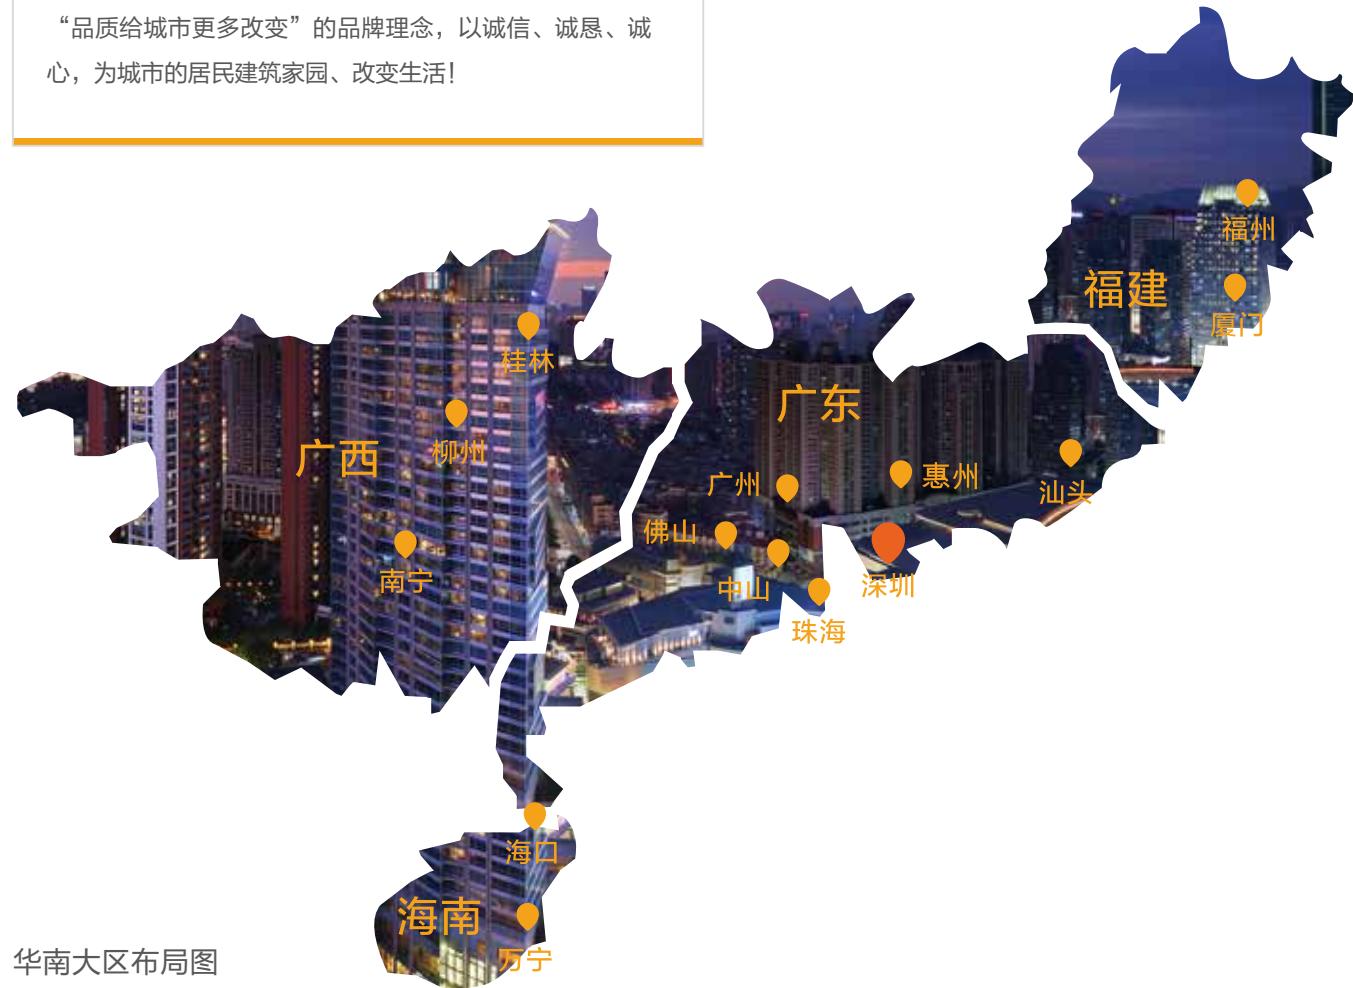 “品质给城市更多改变”的品牌理念，以诚信、诚恳、诚
心，为城市的居民建筑家园、改变生活！
福州
福建
厦门
桂林
广东
柳州
广西
广州
惠州
汕头
佛山
南宁
中山
深圳
珠海
海口
海南
万宁
华南大区布局图